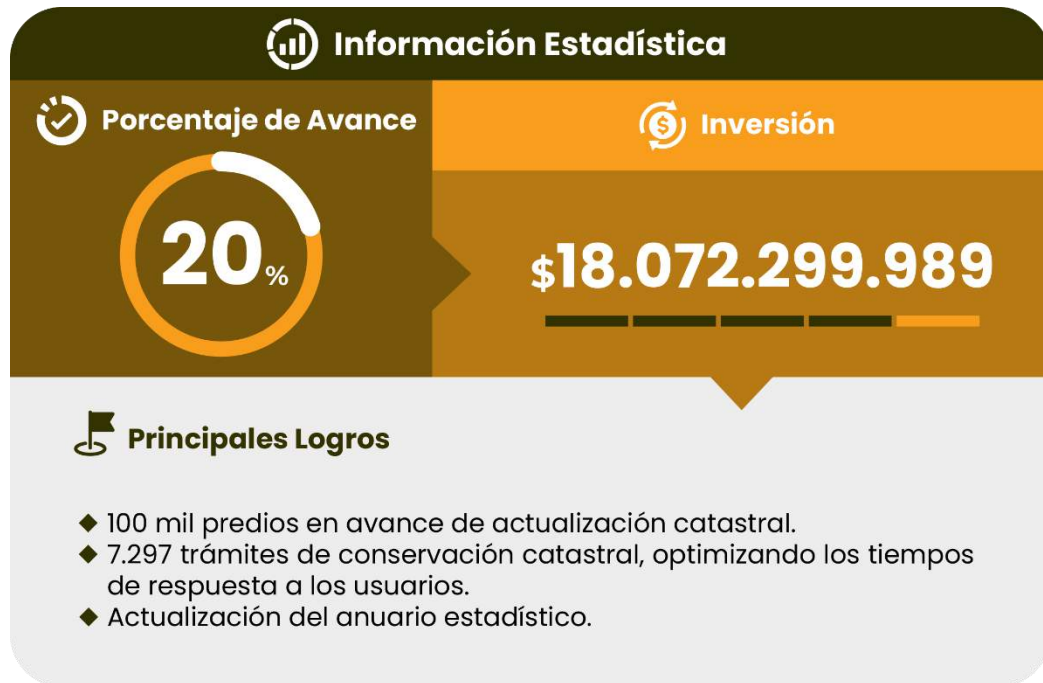 Información Estadística
Porcentaje de Avance
Inversión
20%
$18.072.299.989
Principales Logros
◆ 100 mil predios en avance de actualización catastral.
◆ 7.297 trámites de conservación catastral, optimizando los tiempos
de respuesta a los usuarios.
◆ Actualización del anuario estadístico.